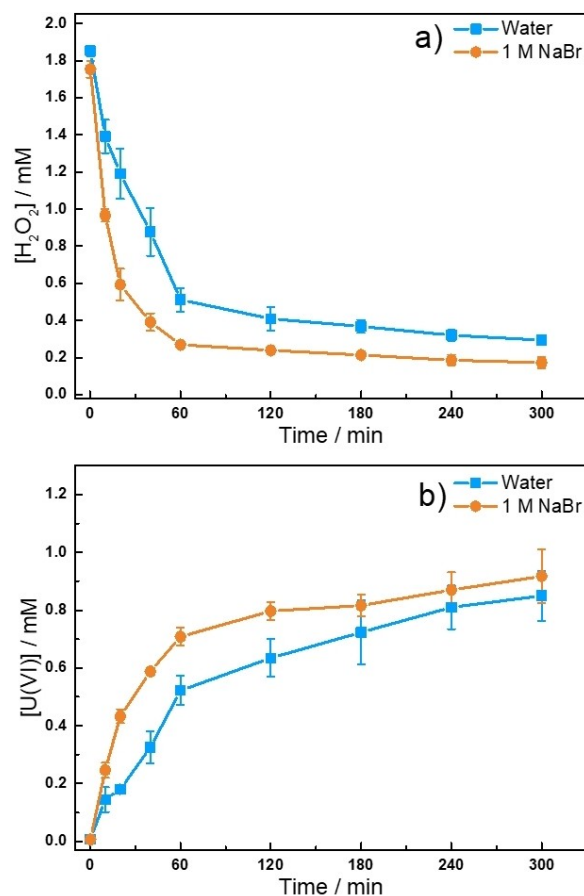 a)
Water
1 M NaBr
2.0
1.8
1.6
1.4
1.2
1.0
0.8
0.6
0.4
0.2
0.0
[H₂O₂] / mM
0 60 120 180 240 300
Time / min
b)
Water
1 M NaBr
1.2
1.0
0.8
0.6
0.4
0.2
0.0
[U(VI)] / mM
0 60 120 180 240 300
Time / min